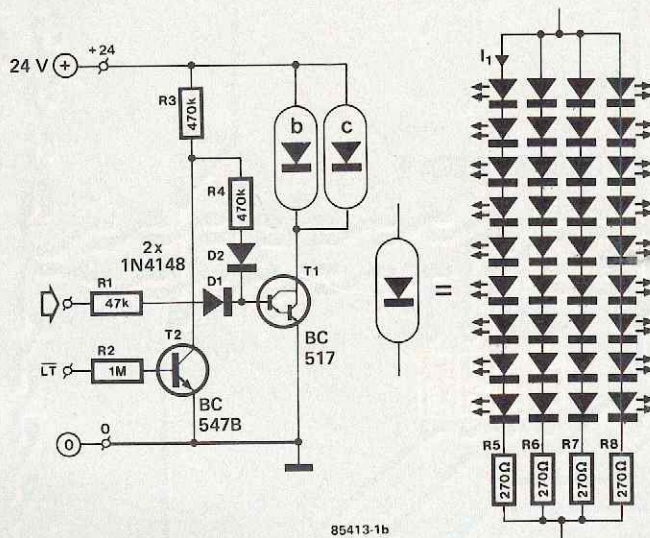 24 V + +24
R3
470k
b c
I1
R4
470k
2x
1N4148
D2
D1
T1
R1
47k
=
T2
BC
517
LT
R2
1M
BC
547B
0 0
R5 R6 R7 R8
270Ω 270Ω 270Ω 270Ω
85413-1b